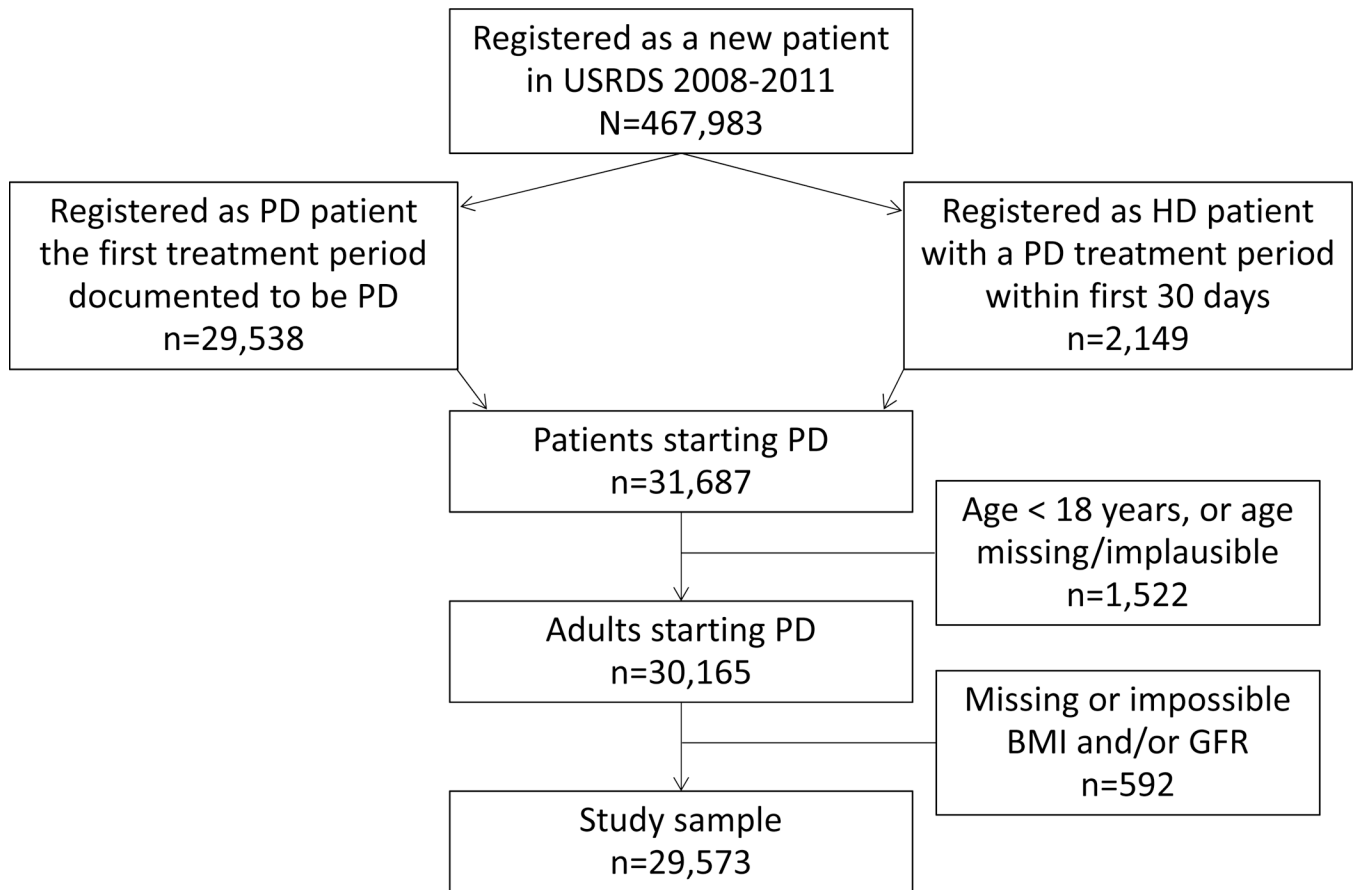 Registered as a new patient
in USRDS 2008-2011
N=467,983
Registered as PD patient
the first treatment period
documented to be PD
n=29,538
Registered as HD patient
with a PD treatment period
within first 30 days
n=2,149
Patients starting PD
n=31,687
Age < 18 years, or age
missing/implausible
n=1,522
Adults starting PD
n=30,165
Missing or impossible
BMI and/or GFR
n=592
Study sample
n=29,573